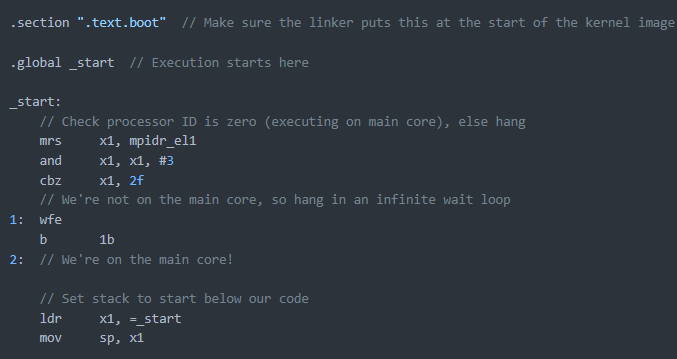 .section ".text.boot"  // Make sure the linker puts this at the start of the kernel image
.global _start  // Execution starts here
_start:
    // Check processor ID is zero (executing on main core), else hang
    mrs     x1, mpidr_el1
    and     x1, x1, #3
    cbz     x1, 2f
    // We're not on the main core, so hang in an infinite wait loop
1:  wfe
    b       1b
2:  // We're on the main core!
    // Set stack to start below our code
    ldr     x1, =_start
    mov     sp, x1